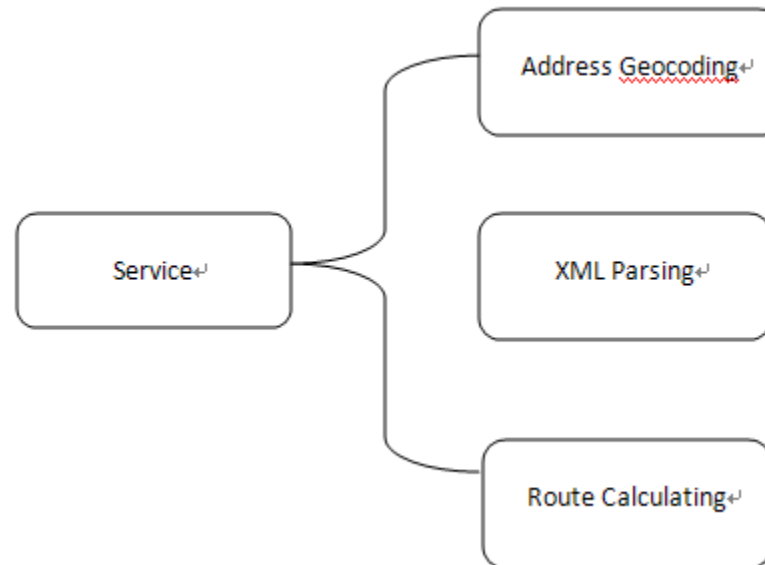 Address Geocoding↵
Service↵
XML Parsing↵
Route Calculating↵